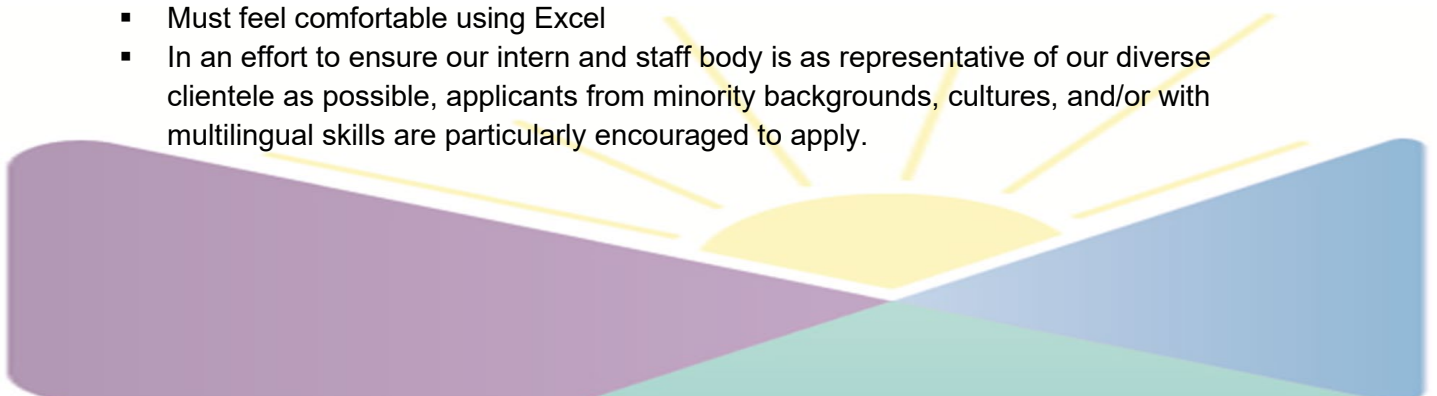 ▪ Must feel comfortable using Excel
▪ In an effort to ensure our intern and staff body is as representative of our diverse
clientele as possible, applicants from minority backgrounds, cultures, and/or with
multilingual skills are particularly encouraged to apply.